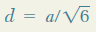 d = a/√6